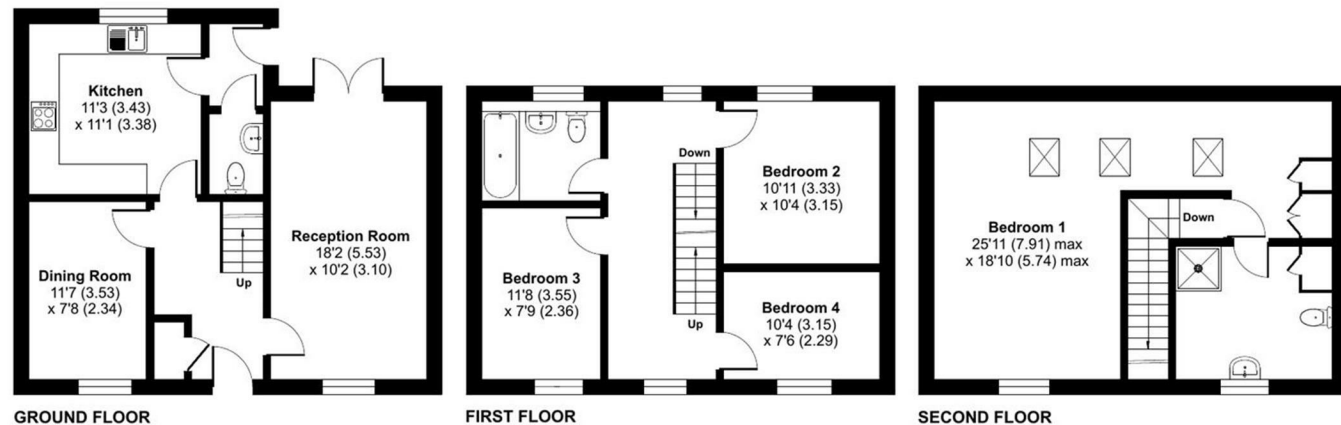 Kitchen
11'3 (3.43)
x 11'1 (3.38)
Dining Room
11'7 (3.53)
x 7'8 (2.34)
Up
Reception Room
18'2 (5.53)
x 10'2 (3.10)
GROUND FLOOR
Down
Bedroom 2
10'11 (3.33)
x 10'4 (3.15)
Bedroom 3
11'8 (3.55)
x 7'9 (2.36)
Up
Bedroom 4
10'4 (3.15)
x 7'6 (2.29)
FIRST FLOOR
Bedroom 1
25'11 (7.91) max
x 18'10 (5.74) max
Down
SECOND FLOOR